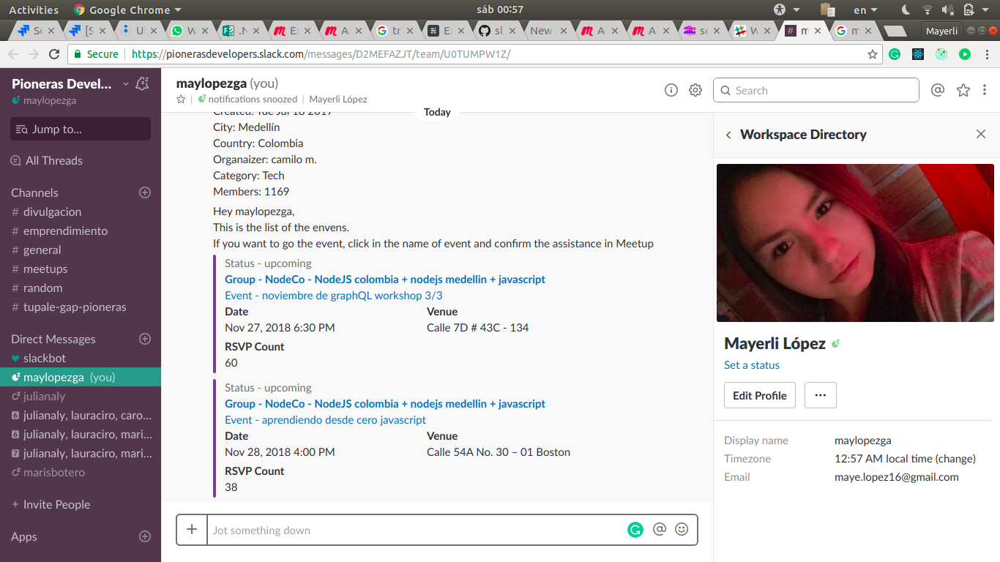 Activities
Google Chrome
sáb 00:57
en
Se
[S
Ul
W
.N
E
A
tr
E
sl
New
A
A
se
W
m
m
Mayerli
Secure
https://pionerasdevelopers.slack.com/messages/D2MEFAZJT/team/U0TUMPW1Z/
Pioneras Devel...
maylopezga
Jump to...
All Threads
Channels
# divulgacion
# emprendimiento
# general
# meetups
# random
# tupale-gap-pioneras
Direct Messages
slackbot
maylopezga (you)
julianaly
6 julianaly, lauraciro, caro...
6 julianaly, lauraciro, mari...
7 julianaly, lauraciro, mari...
marisbotero
+ Invite People
Apps
maylopezga (you)
notifications snoozed | Mayerli López
Search
Today
Created: Tue Jul 18 2017
City: Medellín
Country: Colombia
Organaizer: camilo m.
Category: Tech
Members: 1169
Hey maylopezga,
This is the list of the envens.
If you want to go the event, click in the name of event and confirm the assistance in Meetup
Status - upcoming
Group - NodeCo - NodeJS colombia + nodejs medellin + javascript
Event - noviembre de graphQL workshop 3/3
Date Venue
Nov 27, 2018 6:30 PM Calle 7D # 43C - 134
RSVP Count
60
Status - upcoming
Group - NodeCo - NodeJS colombia + nodejs medellin + javascript
Event - aprendiendo desde cero javascript
Date Venue
Nov 28, 2018 4:00 PM Calle 54A No. 30 – 01 Boston
RSVP Count
38
Jot something down
Workspace Directory
Mayerli López
Set a status
Edit Profile
Display name maylopezga
Timezone 12:57 AM local time (change)
Email maye.lopez16@gmail.com